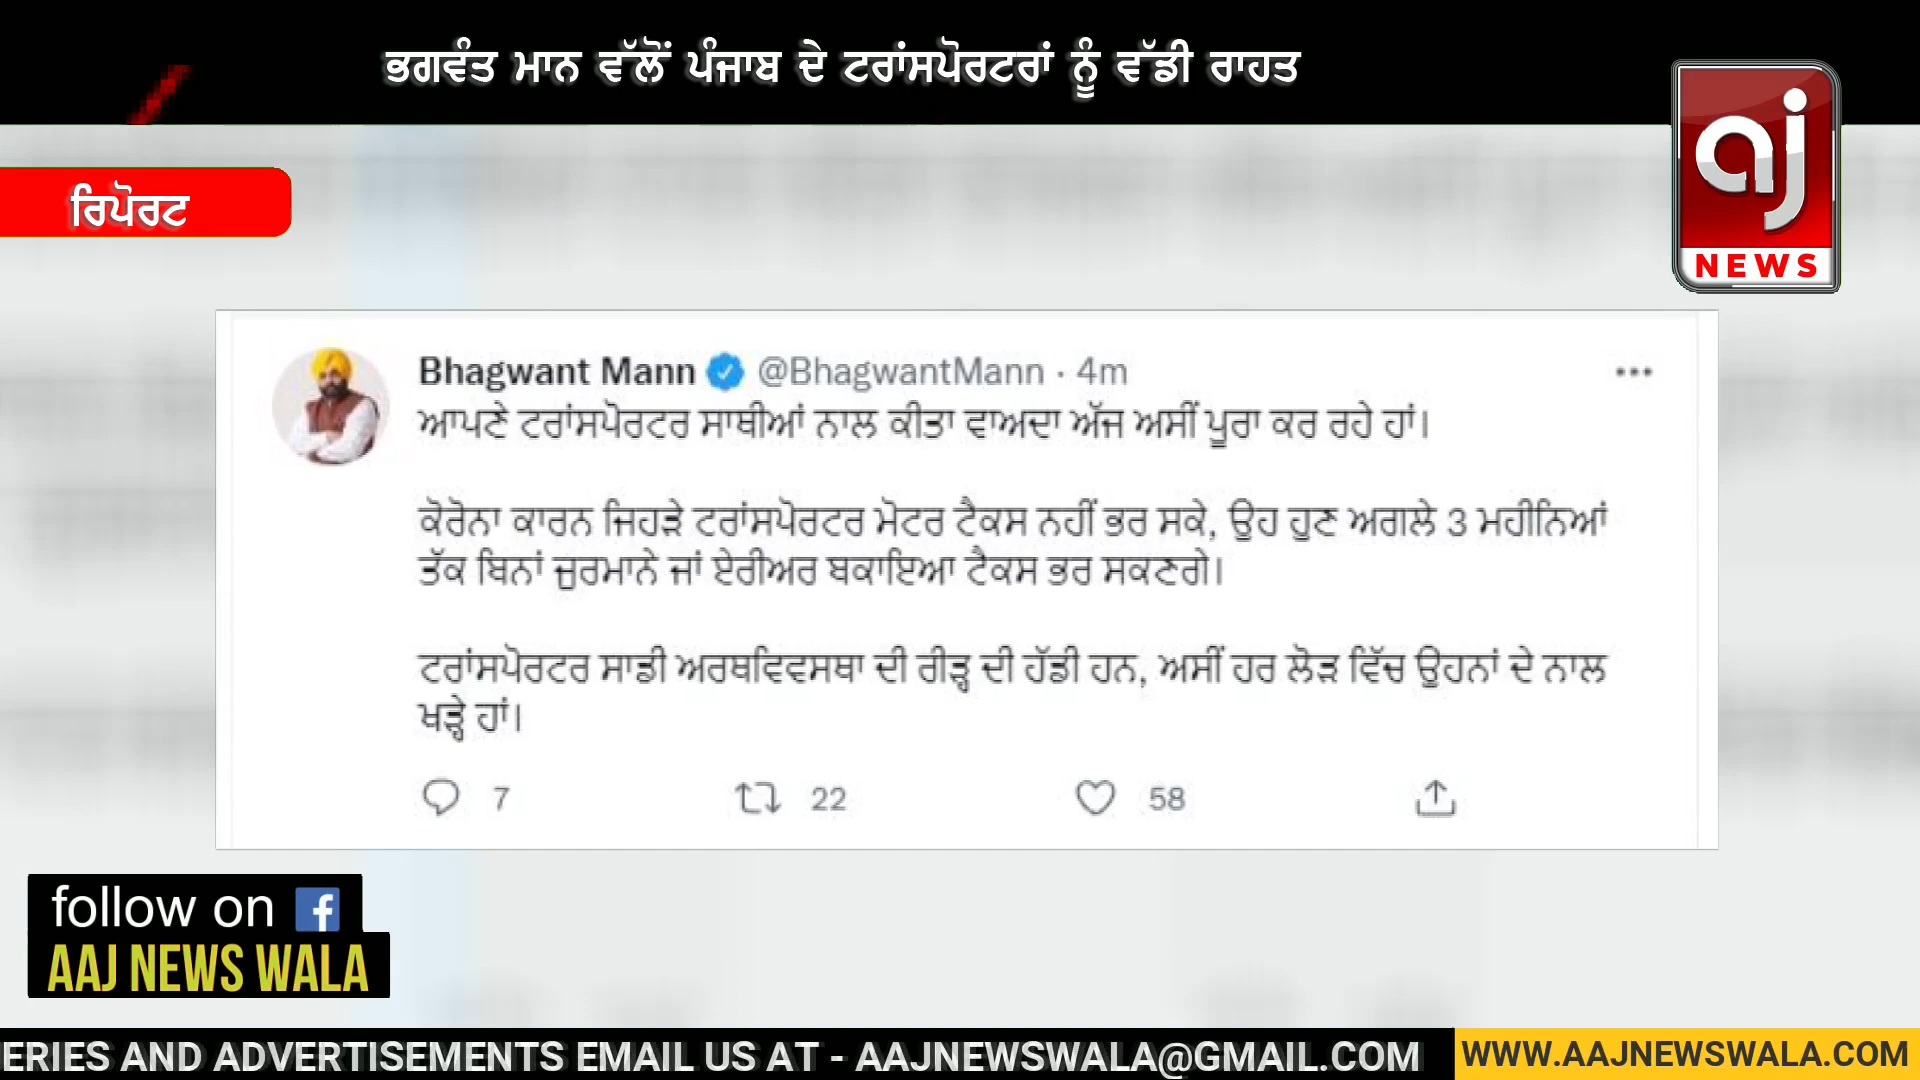 ਭਗਵੰਤ ਮਾਨ ਵੱਲੋਂ ਪੰਜਾਬ ਦੇ ਟਰਾਂਸਪੋਰਟਰਾਂ ਨੂੰ ਵੱਡੀ ਰਾਹਤ
aj
NEWS
ਰਿਪੋਰਟ
Bhagwant Mann @BhagwantMann · 4m
ਆਪਣੇ ਟਰਾਂਸਪੋਰਟਰ ਸਾਥੀਆਂ ਨਾਲ ਕੀਤਾ ਵਾਅਦਾ ਅੱਜ ਅਸੀਂ ਪੂਰਾ ਕਰ ਰਹੇ ਹਾਂ।
ਕੋਰੋਨਾ ਕਾਰਨ ਜਿਹੜੇ ਟਰਾਂਸਪੋਰਟਰ ਮੋਟਰ ਟੈਕਸ ਨਹੀਂ ਭਰ ਸਕੇ, ਉਹ ਹੁਣ ਅਗਲੇ 3 ਮਹੀਨਿਆਂ
ਤੱਕ ਬਿਨਾਂ ਜੁਰਮਾਨੇ ਜਾਂ ਏਰੀਅਰ ਬਕਾਇਆ ਟੈਕਸ ਭਰ ਸਕਣਗੇ।
ਟਰਾਂਸਪੋਰਟਰ ਸਾਡੀ ਅਰਥਵਿਵਸਥਾ ਦੀ ਰੀੜ੍ਹ ਦੀ ਹੱਡੀ ਹਨ, ਅਸੀਂ ਹਰ ਲੋੜ ਵਿੱਚ ਉਹਨਾਂ ਦੇ ਨਾਲ
ਖੜ੍ਹੇ ਹਾਂ।
7 22 58
follow on f
AAJ NEWS WALA
ERIES AND ADVERTISEMENTS EMAIL US AT - AAJNEWSWALA@GMAIL.COM
WWW.AAJNEWSWALA.COM